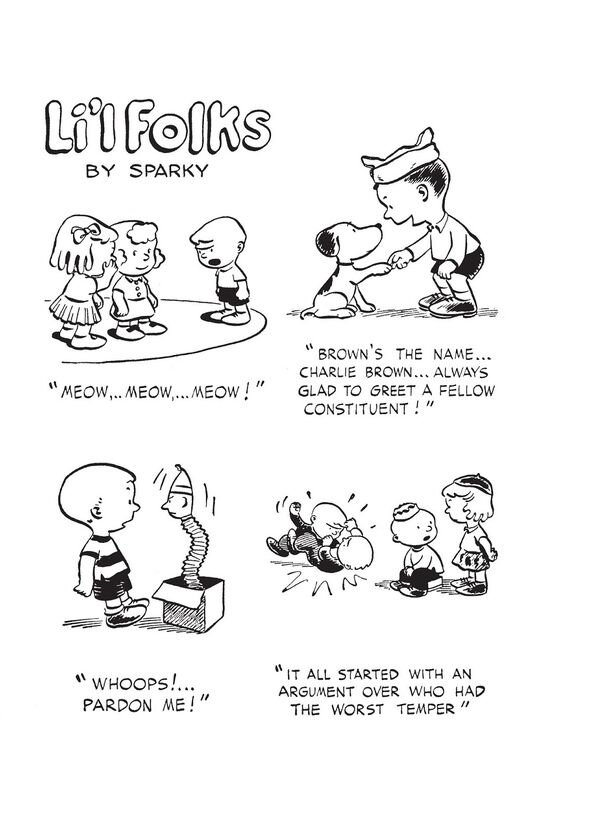 Li'l Folks
BY SPARKY
"MEOW,.. MEOW,... MEOW!"
"BROWN'S THE NAME...
CHARLIE BROWN... ALWAYS
GLAD TO GREET A FELLOW
CONSTITUENT!"
"WHOOPS!...
PARDON ME!"
"IT ALL STARTED WITH AN
ARGUMENT OVER WHO HAD
THE WORST TEMPER"